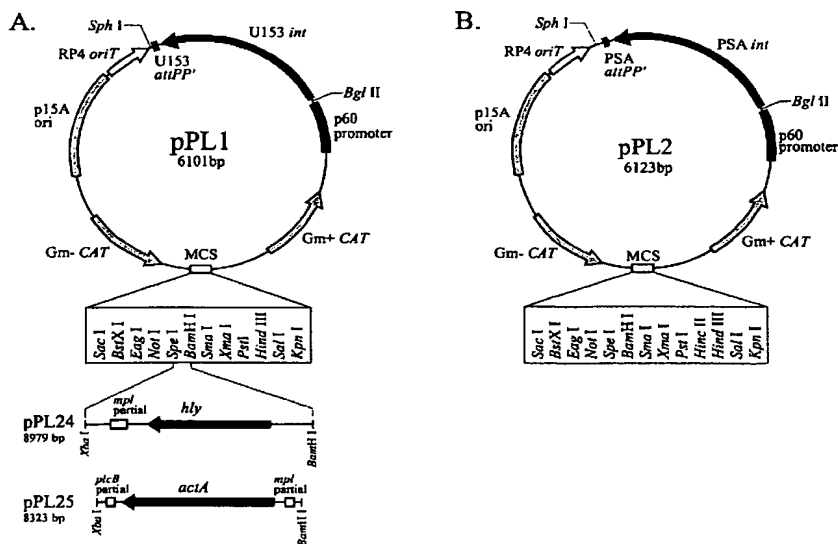 A.
Sph I
U153 int
RP4 oriT
U153
attPP'
Bgl II
p15A
ori
p60
promoter
pPL1
6101bp
Gm- CAT
MCS
Gm+ CAT
Sac I
BstX I
Eag I
Not I
Spe I
BamH I
Sma I
Xma I
Pst I
Hind III
Sal I
Kpn I
pPL24
8979 bp
Xba I
mpl
partial
hly
BamH I
pPL25
8323 bp
Xba I
plcB
partial
actA
mpl
partial
BamH I
B.
Sph I
PSA int
RP4 oriT
PSA
attPP'
Bgl II
p15A
ori
p60
promoter
pPL2
6123bp
Gm- CAT
MCS
Gm+ CAT
Sac I
BstX I
Eag I
Not I
Spe I
BamH I
Sma I
Xma I
Pst I
Hinc II
Hind III
Sal I
Kpn I